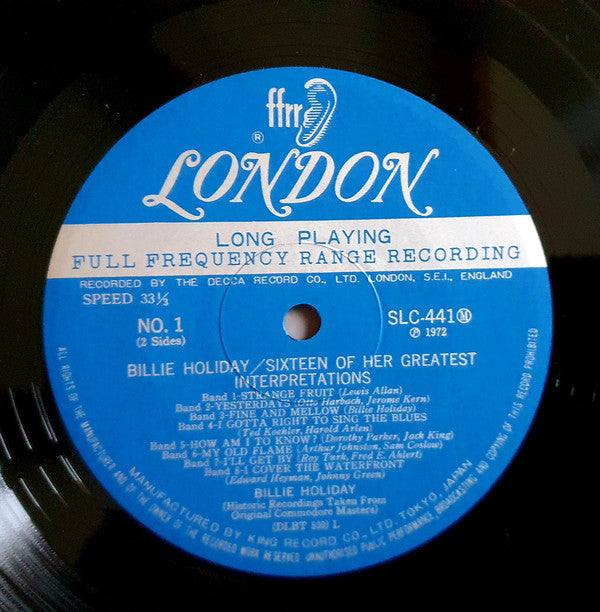 ffrr
®
LONDON
LONG PLAYING
FULL FREQUENCY RANGE RECORDING
RECORDED BY THE DECCA RECORD CO., LTD. LONDON, S.E.I., ENGLAND
SPEED 33⅓
NO. 1
(2 Sides)
SLC-441Ⓜ
℗ 1972
BILLIE HOLIDAY/SIXTEEN OF HER GREATEST
INTERPRETATIONS
Band 1-STRANGE FRUIT (Lewis Allan)
Band 2-YESTERDAYS (Otto Harbach, Jerome Kern)
Band 3-FINE AND MELLOW (Billie Holiday)
Band 4-I GOTTA RIGHT TO SING THE BLUES
Ted Koehler, Harold Arlen)
Band 5-HOW AM I TO KNOW? (Dorothy Parker, Jack King)
Band 6-MY OLD FLAME (Arthur Johnston, Sam Coslow)
Band 7-I'LL GET BY (Roy Turk, Fred E. Ahlert)
Band 8-I COVER THE WATERFRONT
(Edward Heyman, Johnny Green)
BILLIE HOLIDAY
(Historic Recordings Taken From
Original Commodore Masters)
(DLBT 530) L
MANUFACTURED BY KING RECORD CO., LTD, TOKYO, JAPAN
ALL RIGHTS OF THE MANUFACTURER AND OF THE OWNER OF THE RECORDED WORK RESERVED UNAUTHORISED PUBLIC PERFORMANCE, BROADCASTING AND COPYING OF THIS RECORD PROHIBITED